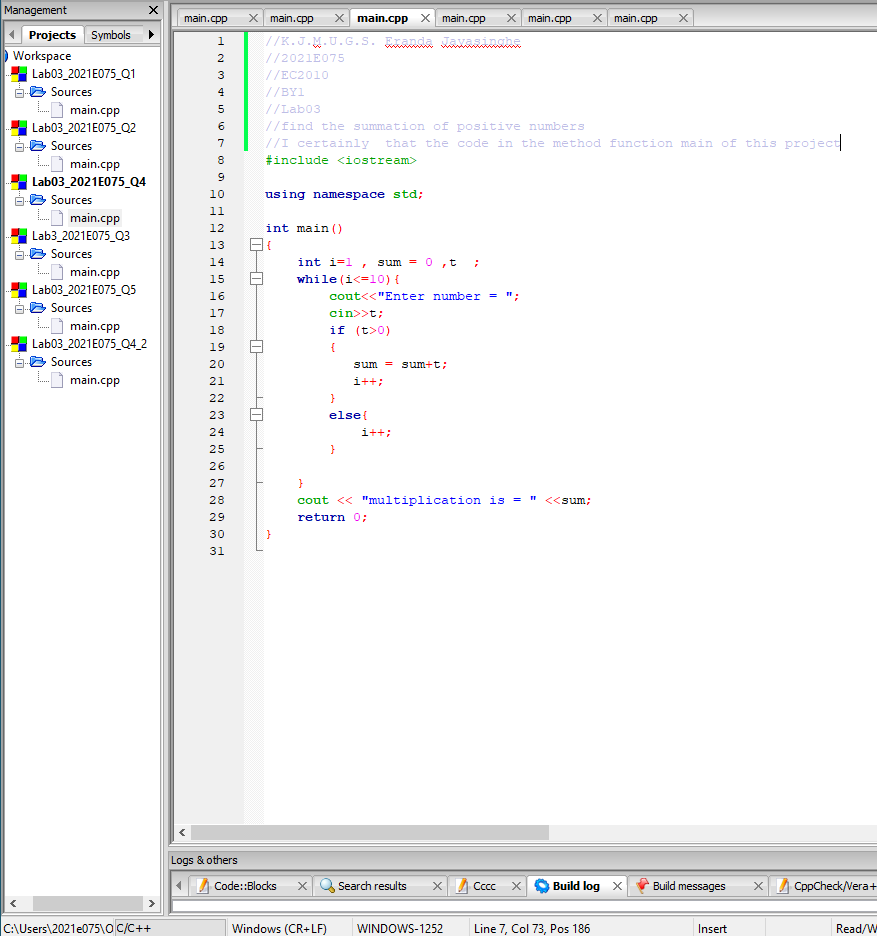 Management
Projects Symbols
Workspace
Lab03_2021E075_Q1
Sources
main.cpp
Lab03_2021E075_Q2
Sources
main.cpp
Lab03_2021E075_Q4
Sources
main.cpp
Lab3_2021E075_Q3
Sources
main.cpp
Lab03_2021E075_Q5
Sources
main.cpp
Lab03_2021E075_Q4_2
Sources
main.cpp
main.cpp main.cpp main.cpp main.cpp main.cpp main.cpp
1 //K.J.M.U.G.S. Eranda Jayasinghe
2 //2021E075
3 //EC2010
4 //BY1
5 //Lab03
6 //find the summation of positive numbers
7 //I certainly  that the code in the method function main of this project
8 #include <iostream>
9
10 using namespace std;
11
12 int main()
13 {
14     int i=1 , sum = 0 ,t  ;
15     while(i<=10){
16         cout<<"Enter number = ";
17         cin>>t;
18         if (t>0)
19         {
20            sum = sum+t;
21            i++;
22         }
23         else{
24             i++;
25         }
26
27     }
28     cout << "multiplication is = " <<sum;
29     return 0;
30 }
31
Logs & others
Code::Blocks Search results Cccc Build log Build messages CppCheck/Vera+
C:\Users\2021e075\O C/C++ Windows (CR+LF) WINDOWS-1252 Line 7, Col 73, Pos 186 Insert Read/W